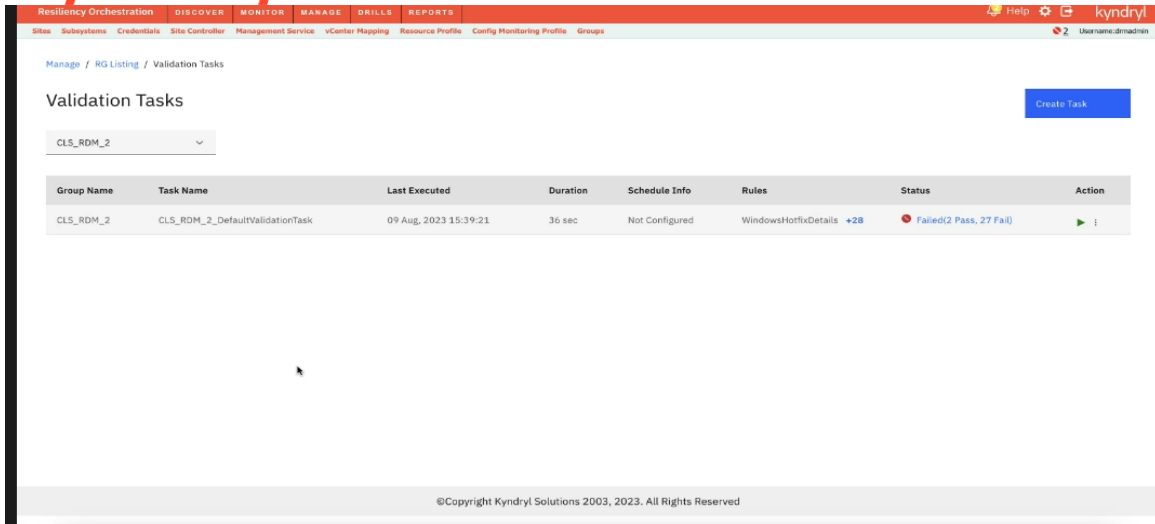 Resiliency Orchestration DISCOVER MONITOR MANAGE DRILLS REPORTS Help kyndryl
Sites Subsystems Credentials Site Controller Management Service vCenter Mapping Resource Profile Config Monitoring Profile Groups 2 Username:drmadmin
Manage / RG Listing / Validation Tasks
Validation Tasks
Create Task
CLS_RDM_2
Group Name Task Name Last Executed Duration Schedule Info Rules Status Action
CLS_RDM_2 CLS_RDM_2_DefaultValidationTask 09 Aug, 2023 15:39:21 36 sec Not Configured WindowsHotfixDetails +28 Failed(2 Pass, 27 Fail)
©Copyright Kyndryl Solutions 2003, 2023. All Rights Reserved